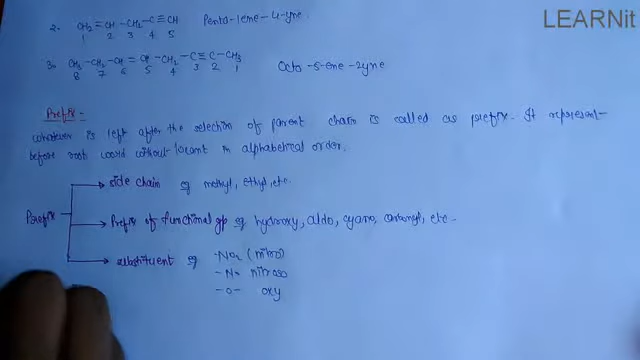 LEARNit
2. CH2 = CH - CH2 - C ≡ CH Penta-1ene-4-yne.
1 2 3 4 5
3. CH3 - CH2 - CH = CH - CH2 - C ≡ C - CH3 Octa-5-ene-2yne
8 7 6 5 4 3 2 1
Prefix:-
whatever is left after the selection of parent chain is called as prefix. It represent-
before root word without locant in alphabetical order.
side chain eg methyl, ethyl, etc.
Prefix Prefix of functional gp eg hydroxy, aldo, cyano, carbonyl, etc-
substituent eg -NO2 (nitro)
-NO nitroso
-O- oxy